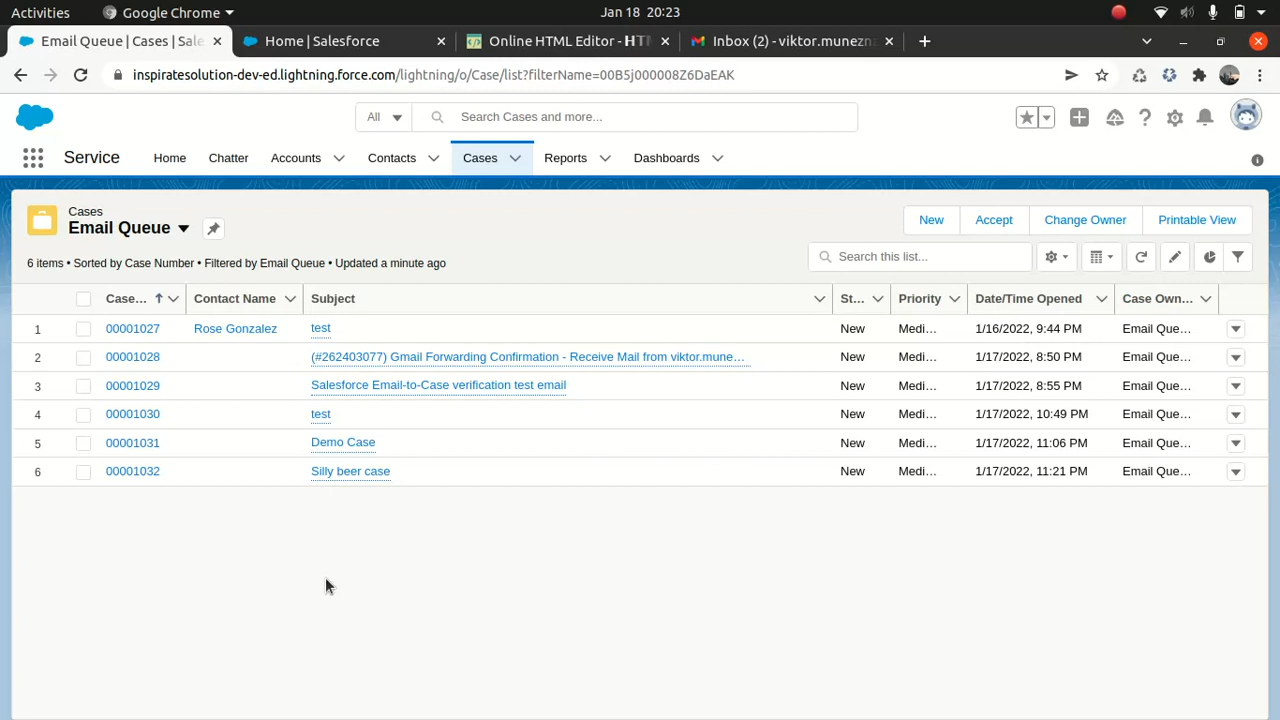 Activities Google Chrome Jan 18 20:23
Email Queue | Cases | Sale Home | Salesforce Online HTML Editor - HTM Inbox (2) - viktor.munezna
inspiratesolution-dev-ed.lightning.force.com/lightning/o/Case/list?filterName=00B5j000008Z6DaEAK
All Search Cases and more...
Service Home Chatter Accounts Contacts Cases Reports Dashboards
Cases
Email Queue
New Accept Change Owner Printable View
6 items • Sorted by Case Number • Filtered by Email Queue • Updated a minute ago
Search this list...
Case... Contact Name Subject St... Priority Date/Time Opened Case Own...
1 00001027 Rose Gonzalez test New Medi... 1/16/2022, 9:44 PM Email Que...
2 00001028 (#262403077) Gmail Forwarding Confirmation - Receive Mail from viktor.mune... New Medi... 1/17/2022, 8:50 PM Email Que...
3 00001029 Salesforce Email-to-Case verification test email New Medi... 1/17/2022, 8:55 PM Email Que...
4 00001030 test New Medi... 1/17/2022, 10:49 PM Email Que...
5 00001031 Demo Case New Medi... 1/17/2022, 11:06 PM Email Que...
6 00001032 Silly beer case New Medi... 1/17/2022, 11:21 PM Email Que...